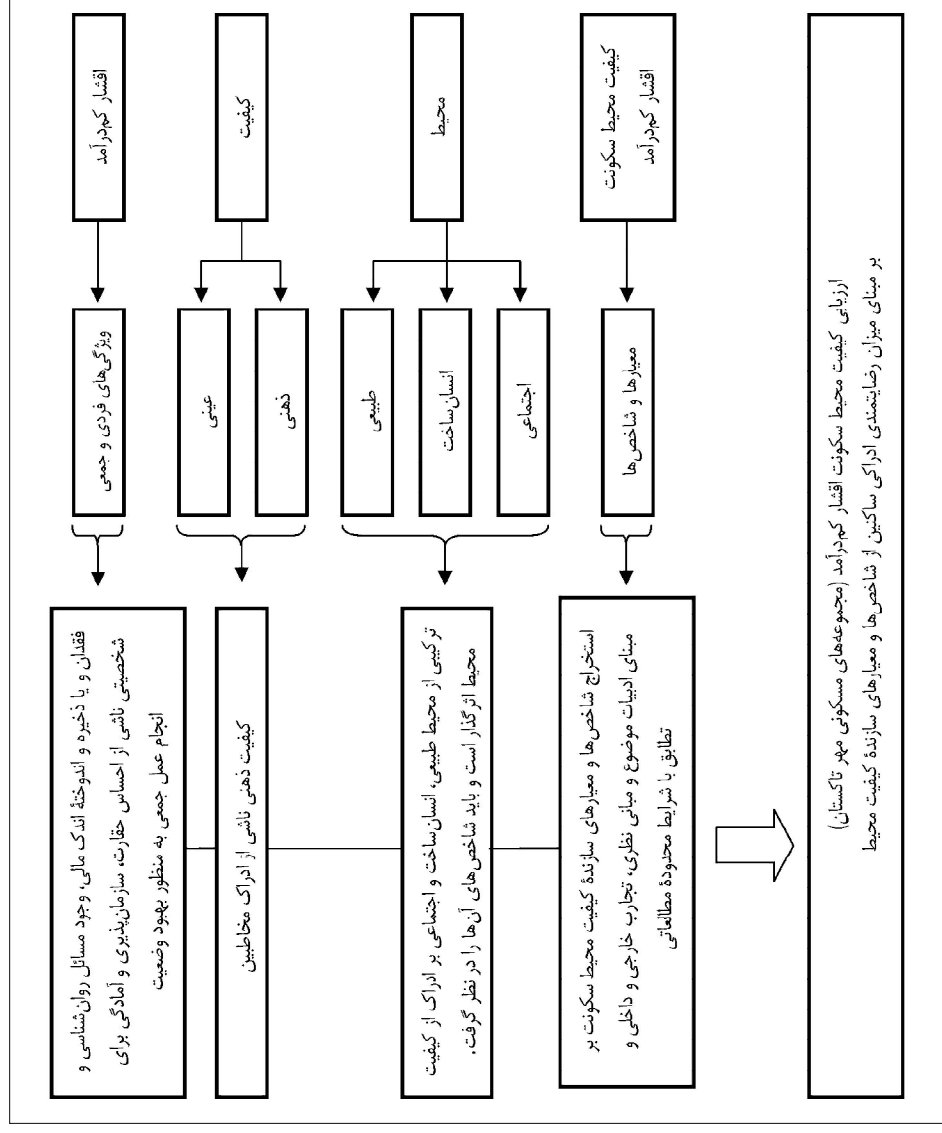 اقشار کم‌درآمد
ویژگی‌های فردی و جمعی
فقدان و یا ذخیره و اندوختهٔ اندک مالی، وجود مسائل روان‌شناسی و
شخصیتی ناشی از احساس حقارت، سازمان‌پذیری و آمادگی برای
انجام عمل جمعی به منظور بهبود وضعیت
کیفیت
عینی
ذهنی
کیفیت ذهنی ناشی از ادراک مخاطبین
محیط
طبیعی
انسان‌ساخت
اجتماعی
ترکیبی از محیط طبیعی، انسان‌ساخت و اجتماعی بر ادراک از کیفیت
محیط اثرگذار است و باید شاخص‌های آن‌ها را در نظر گرفت.
کیفیت محیط سکونت
اقشار کم‌درآمد
معیارها و شاخص‌ها
استخراج شاخص‌ها و معیارهای سازندهٔ کیفیت محیط سکونت بر
مبنای ادبیات موضوع و مبانی نظری، تجارب خارجی و داخلی و
تطابق با شرایط محدودهٔ مطالعاتی
ارزیابی کیفیت محیط سکونت اقشار کم‌درآمد (مجموعه‌های مسکونی مهر تاکستان)
بر مبنای میزان رضایتمندی ادراکی ساکنین از شاخص‌ها و معیارهای سازندهٔ کیفیت محیط